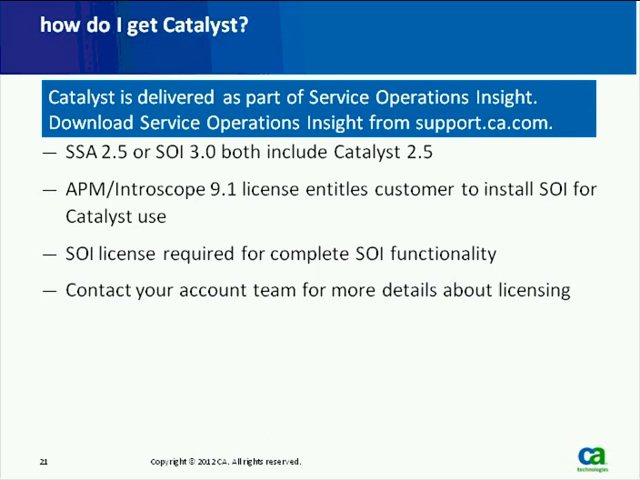 how do I get Catalyst?
Catalyst is delivered as part of Service Operations Insight.
Download Service Operations Insight from support.ca.com.
— SSA 2.5 or SOI 3.0 both include Catalyst 2.5
— APM/Introscope 9.1 license entitles customer to install SOI for
Catalyst use
— SOI license required for complete SOI functionality
— Contact your account team for more details about licensing
21 Copyright © 2012 CA. All rights reserved.
ca
technologies